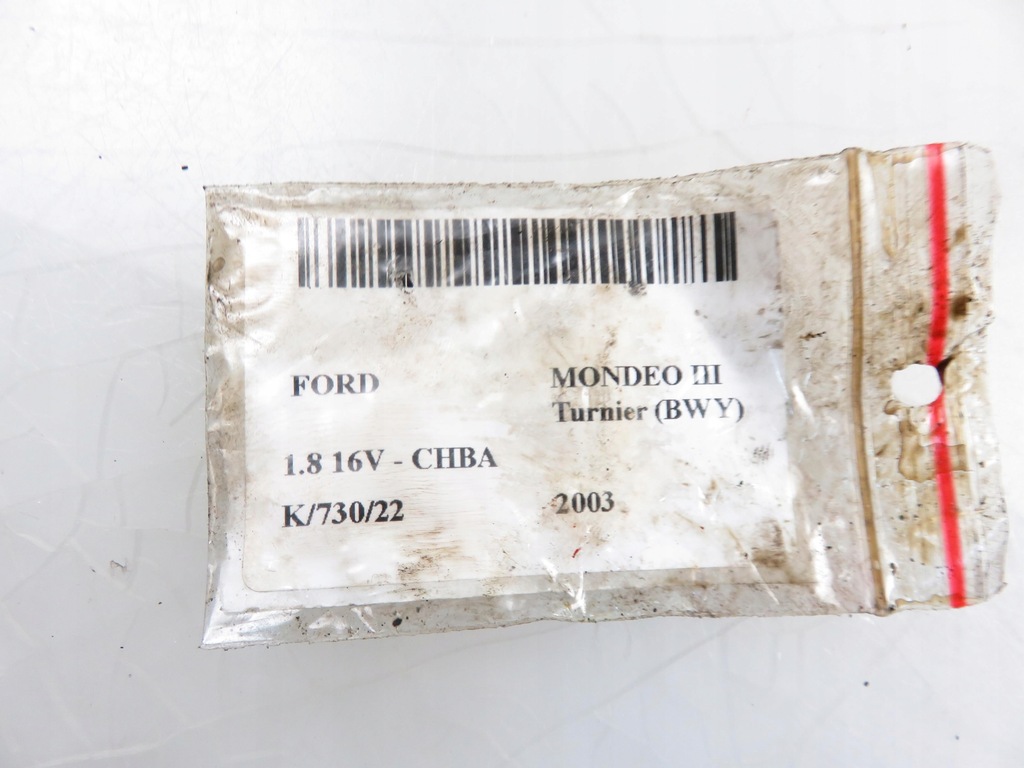 FORD
MONDEO III
Turnier (BWY)
1.8 16V - CHBA
K/730/22
2003